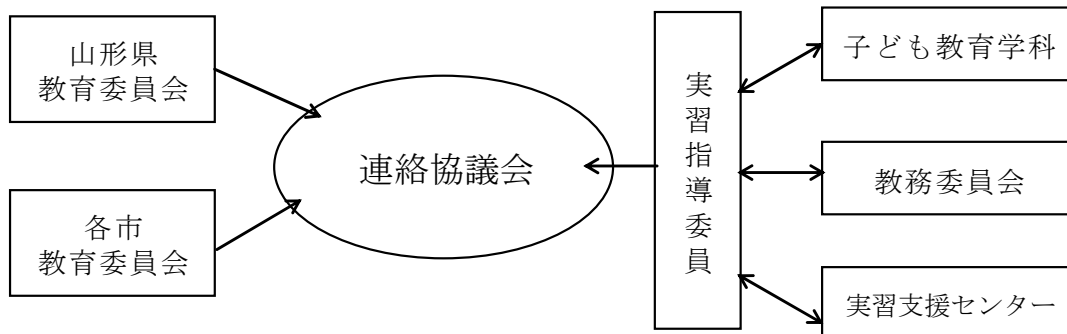 山形県
教育委員会
各市
教育委員会
連絡協議会
実習指導委員
子ども教育学科
教務委員会
実習支援センター